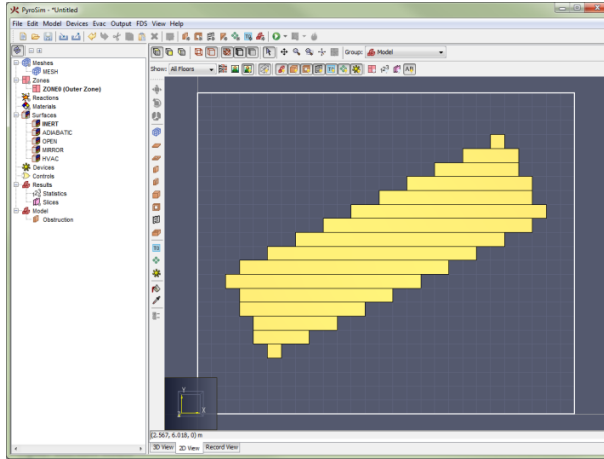 PyroSim - *Untitled
File Edit Model Devices Evac Output FDS View Help
Group: Model
Show: All Floors
Meshes
MESH
Zones
ZONE0 (Outer Zone)
Reactions
Materials
Surfaces
INERT
ADIABATIC
OPEN
MIRROR
HVAC
Devices
Controls
Results
Statistics
Slices
Model
Obstruction
Y
X
(2.567, 6.018, 0) m
3D View 2D View Record View